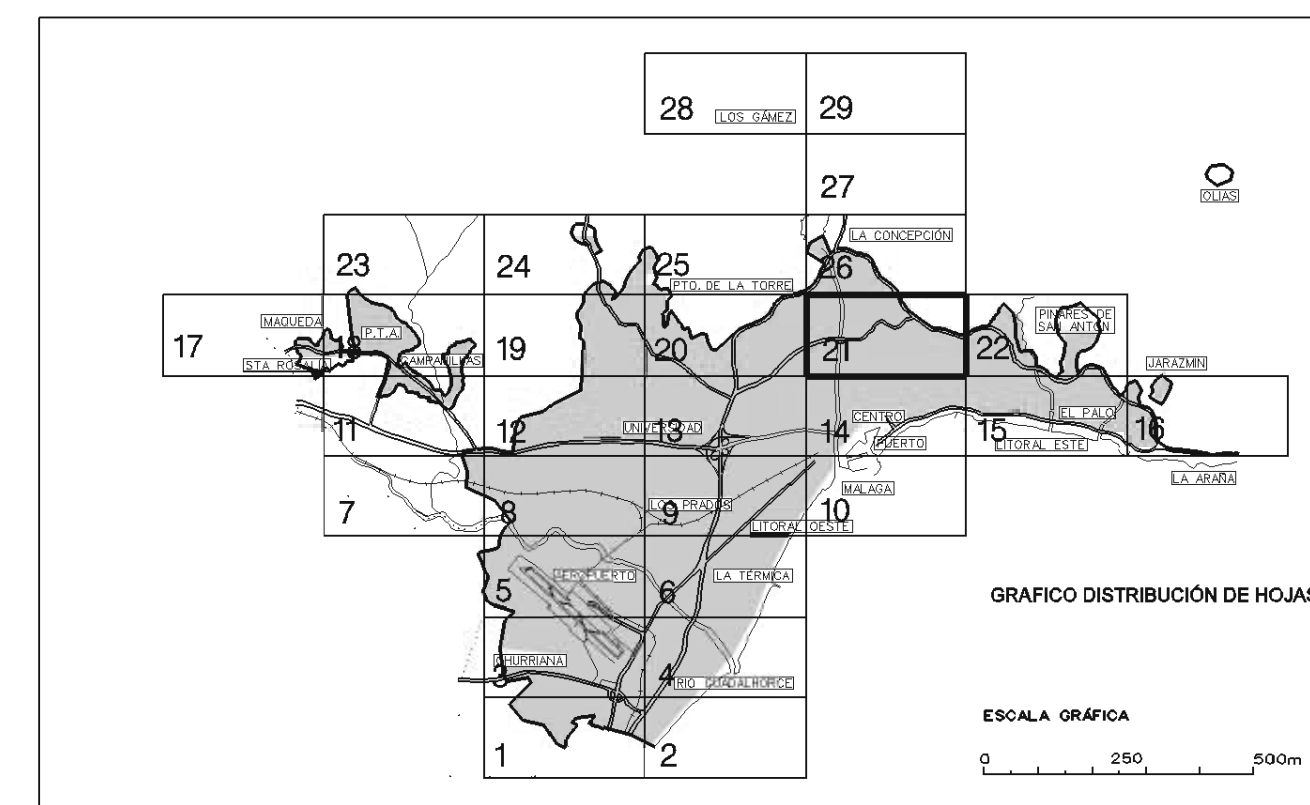 28 LOS GÁMEZ 29
27
OLIAS
LA CONCEPCIÓN
23 24 25 26
PTO. DE LA TORRE
MAQUEDA
P.T.A.
PINARES DE
SAN ANTÓN
17 18 19 20 21 22
STA ROSALIA
CAMPANILLAS
JARAZMIN
CENTRO
EL PALO
11 12 UNIVERSIDAD 13 14 PUERTO 15 16
LITORAL ESTE
LA ARAÑA
MALAGA
7 8 LOS PRADOS 9 10
LITORAL OESTE
5 AEROPUERTO 6 LA TÉRMICA
GRAFICO DISTRIBUCIÓN DE HOJAS
CHURRIANA
3 4 RIO GUADALHORCE
ESCALA GRÁFICA
1 2
0 250 500m